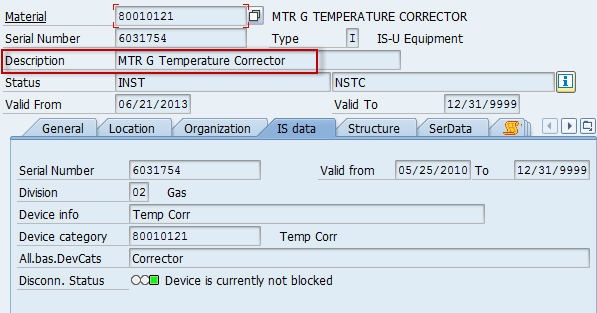 Material 80010121 MTR G TEMPERATURE CORRECTOR
Serial Number 6031754 Type I IS-U Equipment
Description MTR G Temperature Corrector
Status INST NSTC
Valid From 06/21/2013 Valid To 12/31/9999
General Location Organization IS data Structure SerData
Serial Number 6031754 Valid from 05/25/2010 To 12/31/9999
Division 02 Gas
Device info Temp Corr
Device category 80010121 Temp Corr
All.bas.DevCats Corrector
Disconn. Status Device is currently not blocked